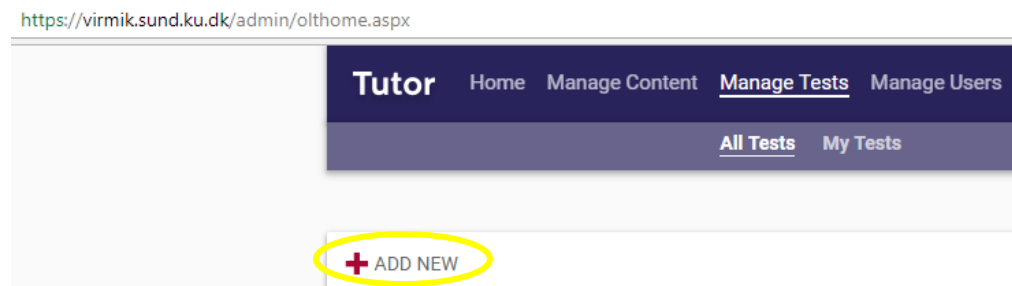 https://virmik.sund.ku.dk/admin/olthome.aspx
Tutor Home Manage Content Manage Tests Manage Users
All Tests My Tests
ADD NEW